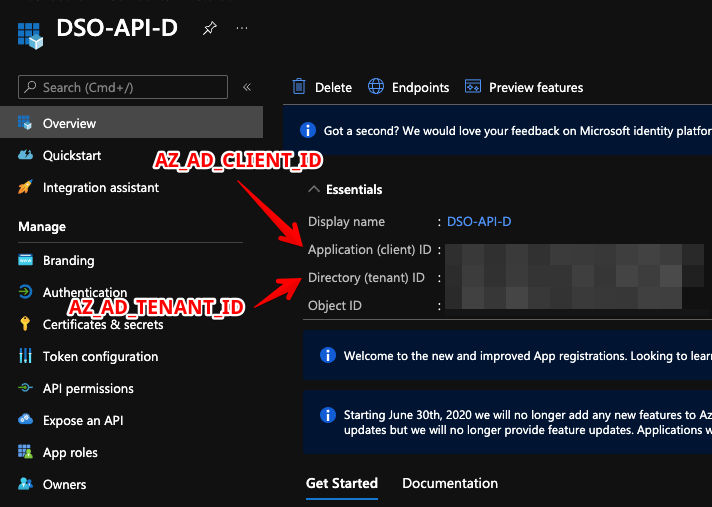 DSO-API-D
Search (Cmd+/)
«
Delete
Endpoints
Preview features
Overview
Got a second? We would love your feedback on Microsoft identity platfor
Quickstart
AZ_AD_CLIENT_ID
Integration assistant
Essentials
Manage
Display name : DSO-API-D
Application (client) ID :
Branding
Directory (tenant) ID :
Authentication
AZ_AD_TENANT_ID
Object ID :
Certificates & secrets
Token configuration
Welcome to the new and improved App registrations. Looking to lear
API permissions
Expose an API
Starting June 30th, 2020 we will no longer add any new features to Az
updates but we will no longer provide feature updates. Applications w
App roles
Owners
Get Started
Documentation